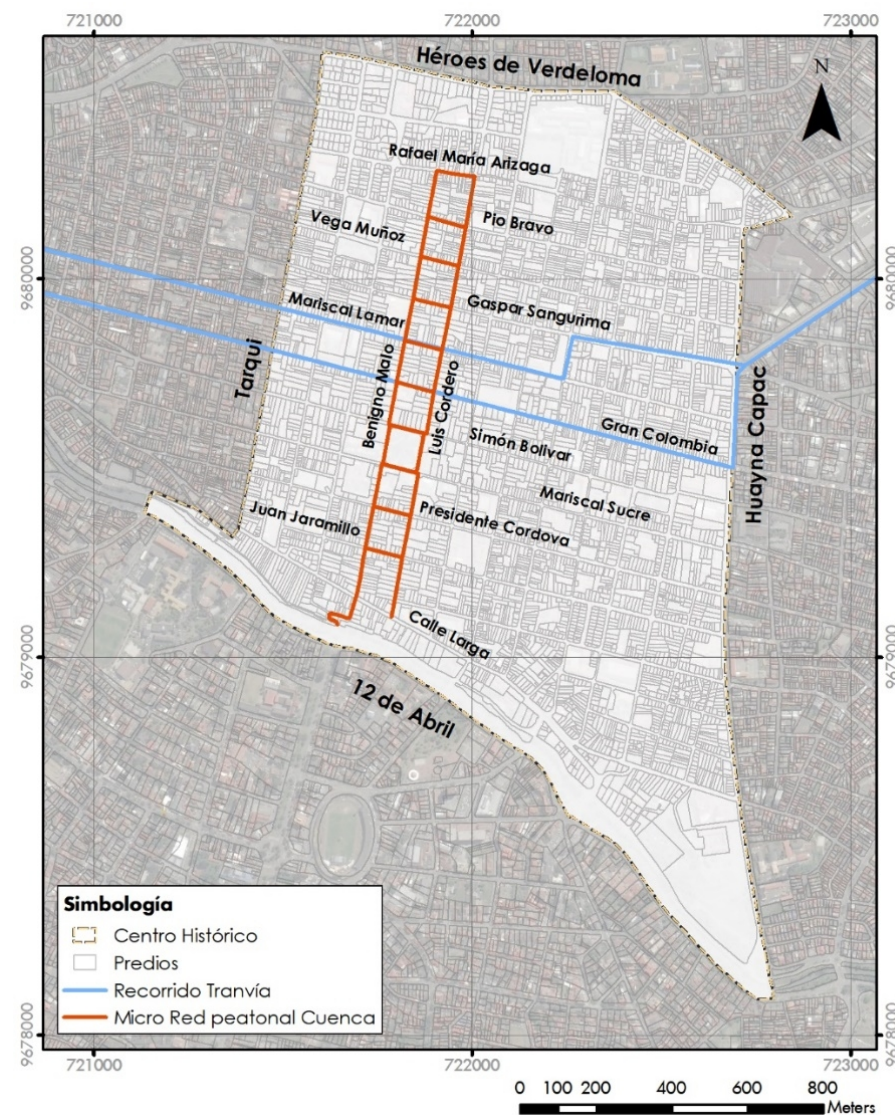 721000
722000
723000
Héroes de Verdeloma
N
Rafael María Arizaga
Vega Muñoz
Pio Bravo
9680000
9680000
Mariscal Lamar
Gaspar Sangurima
Tarqui
Benigno Malo
Luis Cordero
Huayna Capac
Gran Colombia
Simón Bolivar
Mariscal Sucre
Juan Jaramillo
Presidente Cordova
Calle Larga
9679000
9679000
12 de Abril
Simbología
Centro Histórico
Predios
Recorrido Tranvía
Micro Red peatonal Cuenca
9678000
9678000
721000
722000
723000
0 100 200 400 600 800
Meters